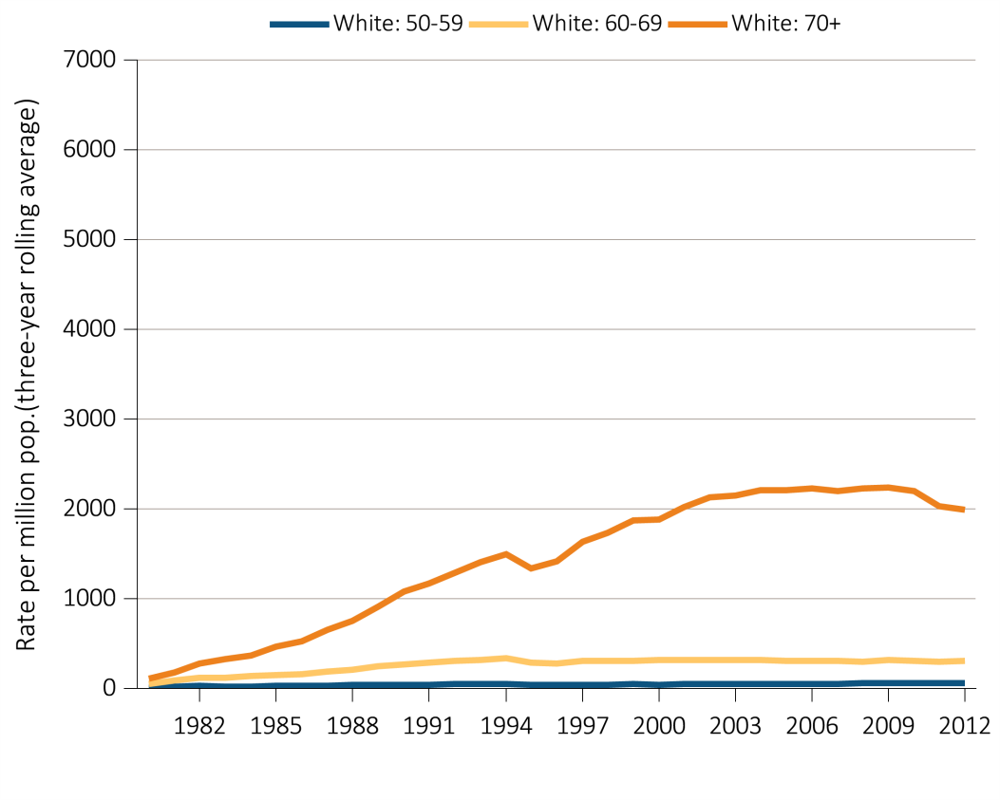 White: 50-59 White: 60-69 White: 70+
Rate per million pop.(three-year rolling average)
7000
6000
5000
4000
3000
2000
1000
0
1982 1985 1988 1991 1994 1997 2000 2003 2006 2009 2012